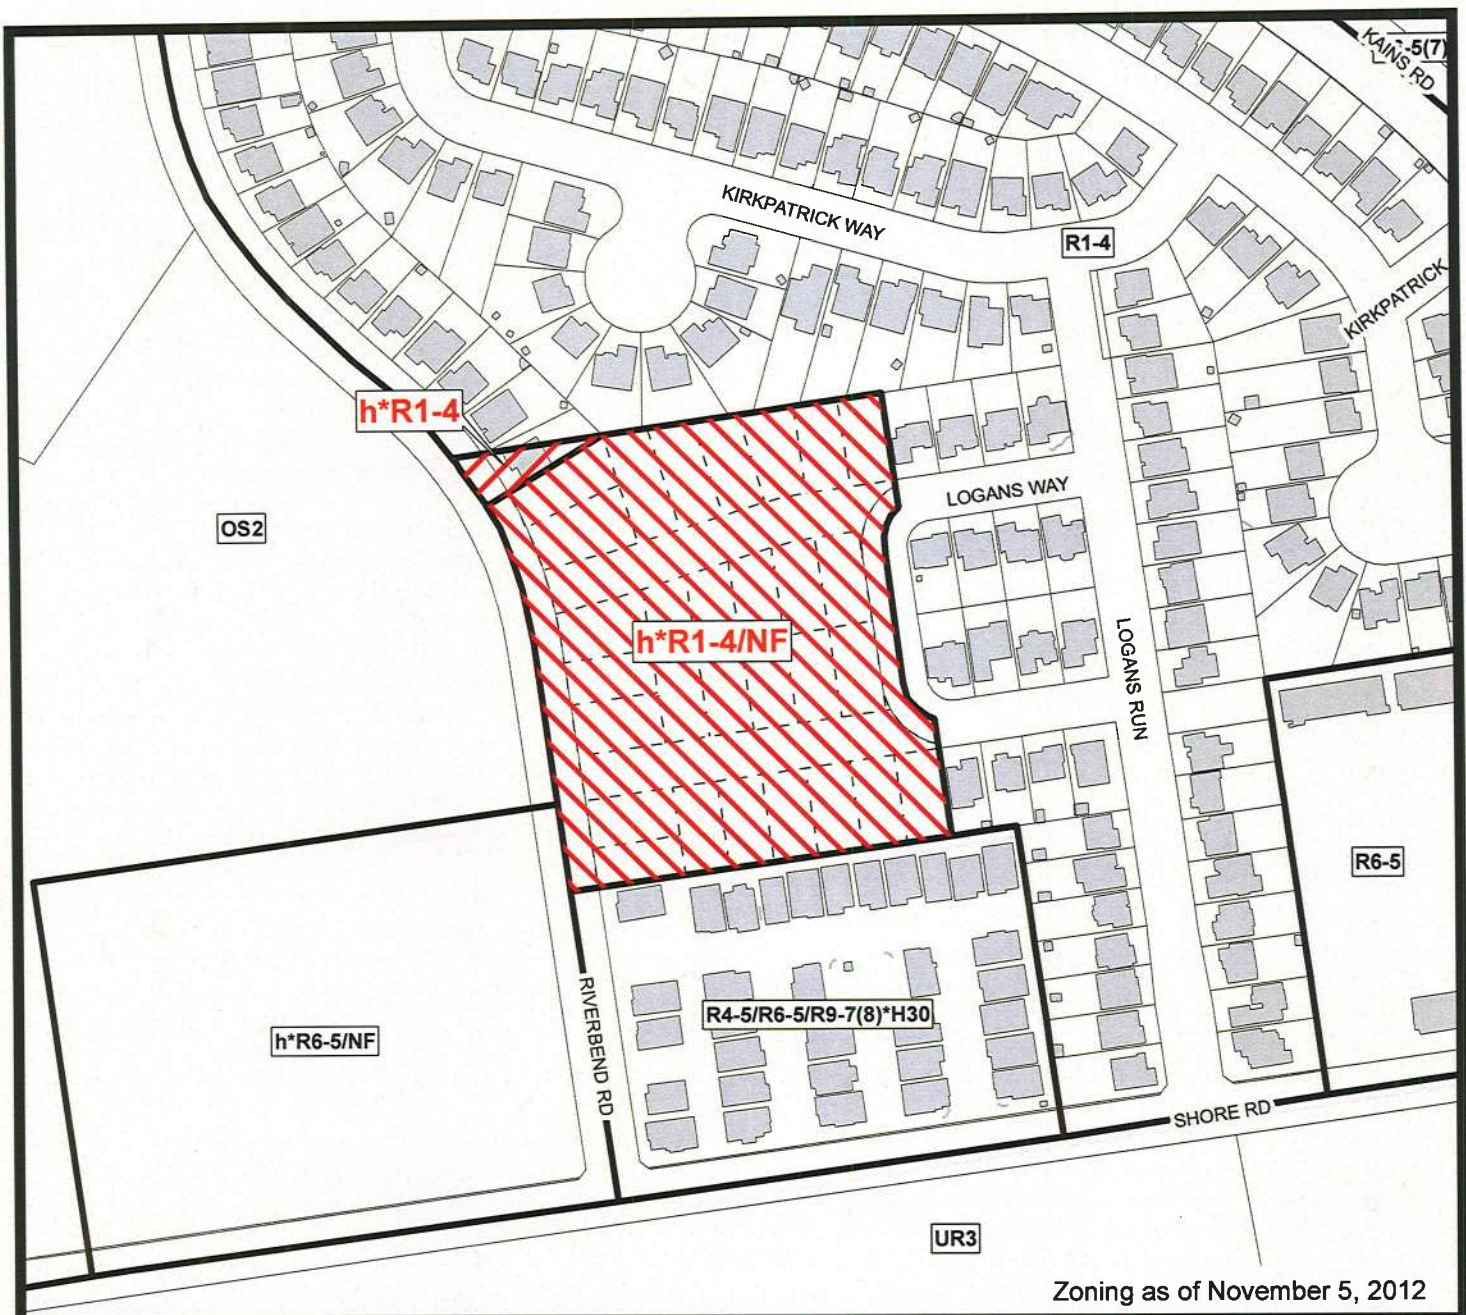 KAINS RD
-5(7)
KIRKPATRICK WAY
R1-4
KIRKPATRICK
h*R1-4
LOGANS WAY
OS2
h*R1-4/NF
LOGANS RUN
R6-5
RIVERBEND RD
R4-5/R6-5/R9-7(8)*H30
h*R6-5/NF
SHORE RD
UR3
Zoning as of November 5, 2012